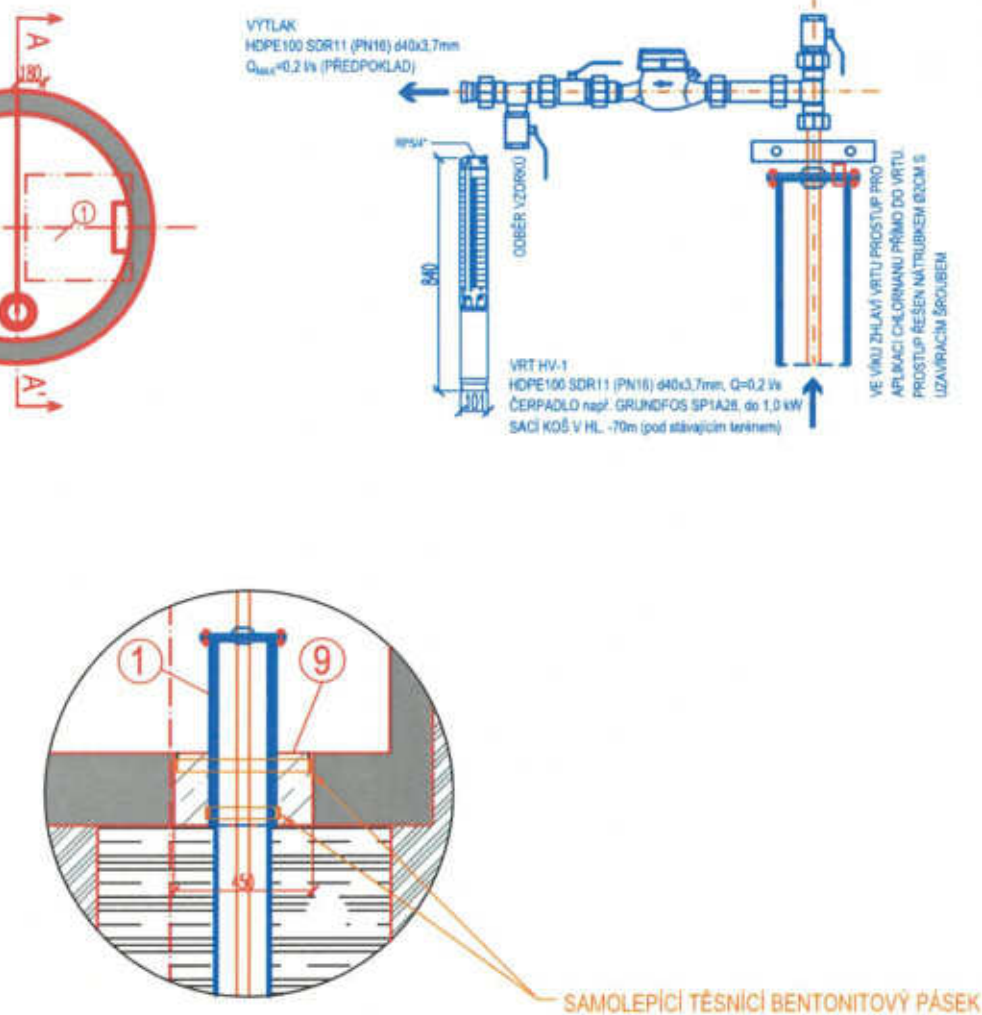 A
180
1
A'
VÝTLAK
HDPE100 SDR11 (PN16) d40x3,7mm
QMAX=0,2 l/s (PŘEDPOKLAD)
RP5/4"
840
101
ODBĚR VZORKŮ
VRT HV-1
HDPE100 SDR11 (PN16) d40x3,7mm, Q=0,2 l/s
ČERPADLO např. GRUNDFOS SP1A28, do 1,0 kW
SACÍ KOŠ V HL. -70m (pod stávajícím terénem)
VE VÍKU ZHLAVÍ VRTU PROSTUP PRO
APLIKACI CHLORNANU PŘÍMO DO VRTU.
PROSTUP ŘEŠEN NÁTRUBKEM Ø2CM S
UZAVÍRACÍM ŠROUBEM
1
9
450
SAMOLEPÍCÍ TĚSNÍCÍ BENTONITOVÝ PÁSEK